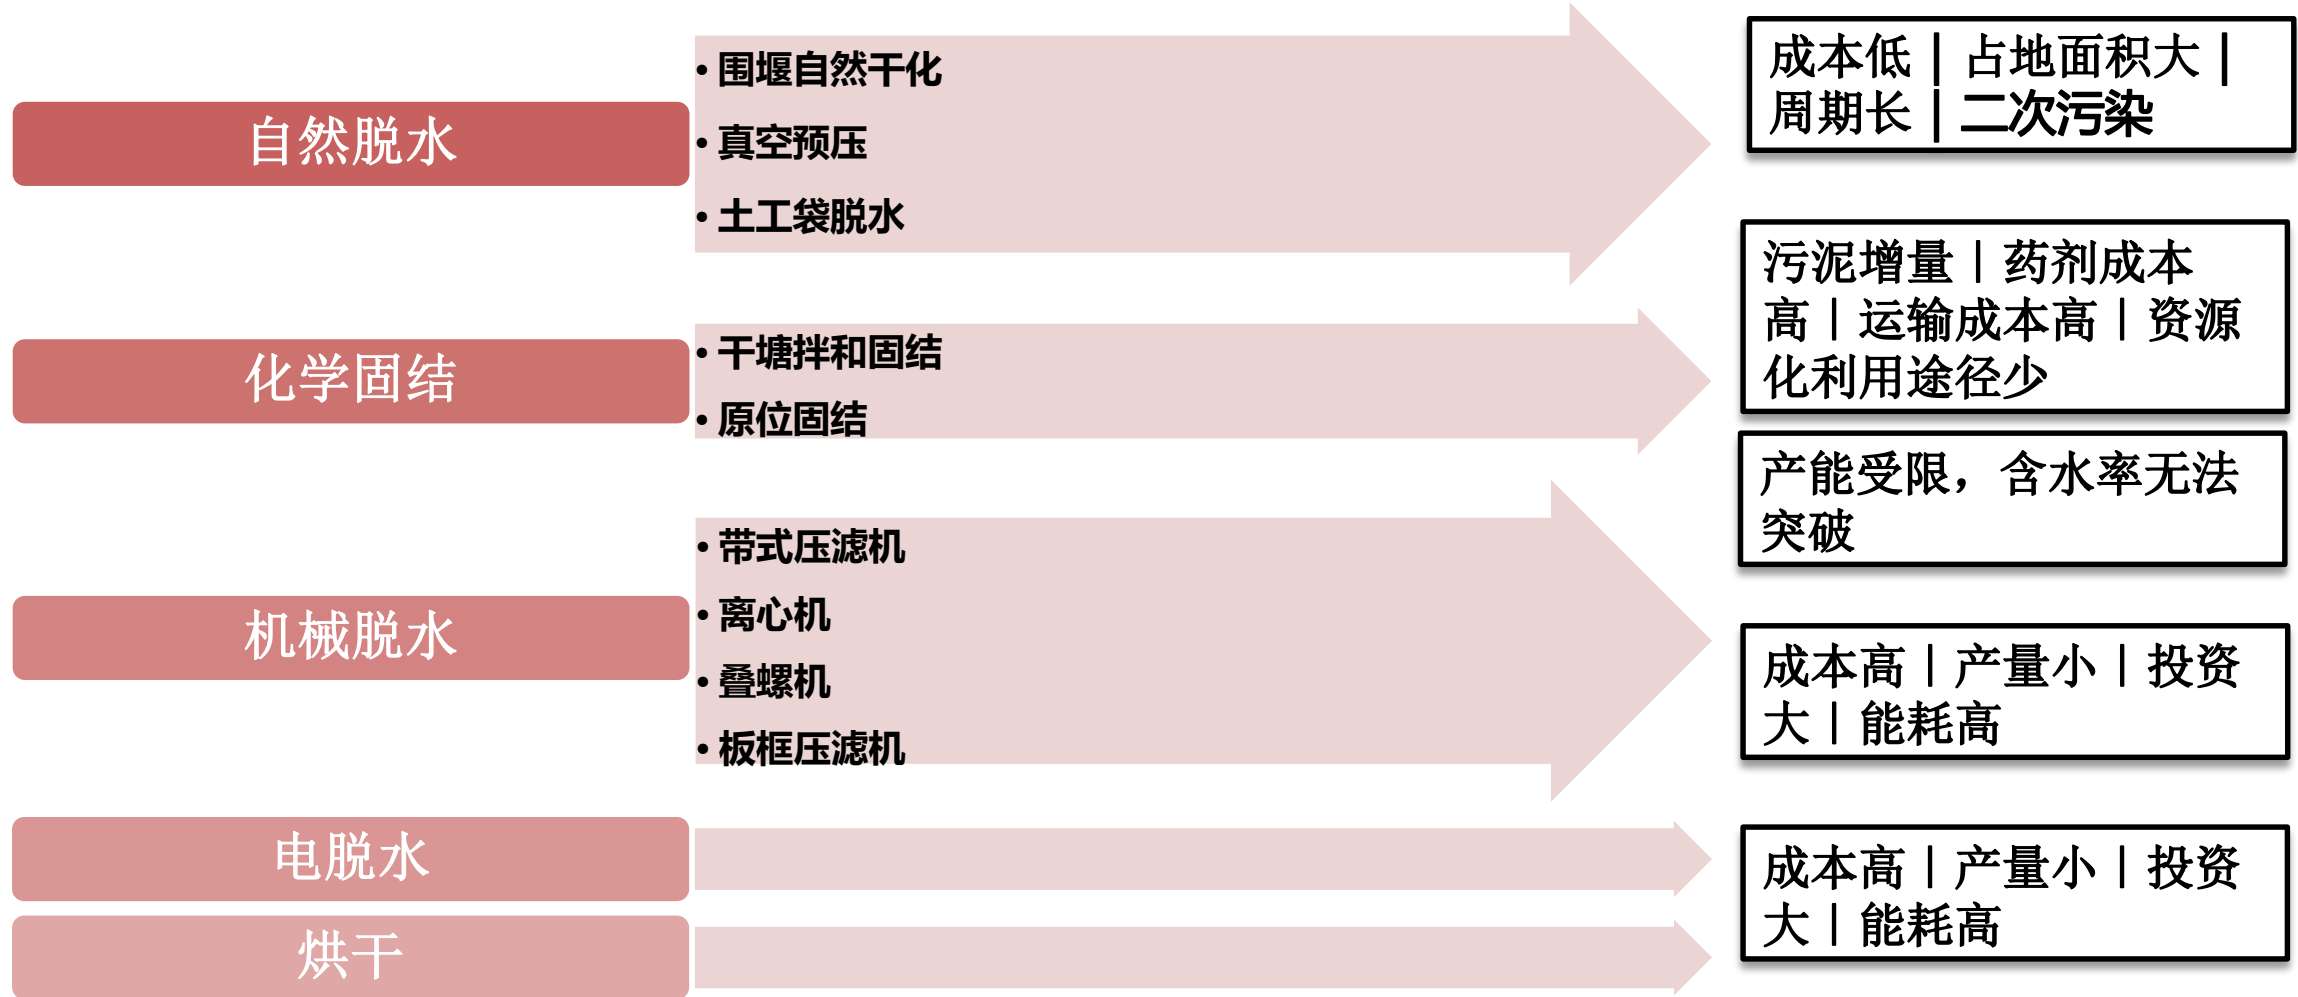 自然脱水
• 围堰自然干化
• 真空预压
• 土工袋脱水
成本低｜占地面积大｜
周期长｜二次污染
化学固结
• 干塘拌和固结
• 原位固结
污泥增量｜药剂成本
高｜运输成本高｜资源
化利用途径少
机械脱水
• 带式压滤机
• 离心机
• 叠螺机
• 板框压滤机
产能受限，含水率无法
突破
成本高｜产量小｜投资
大｜能耗高
电脱水
烘干
成本高｜产量小｜投资
大｜能耗高